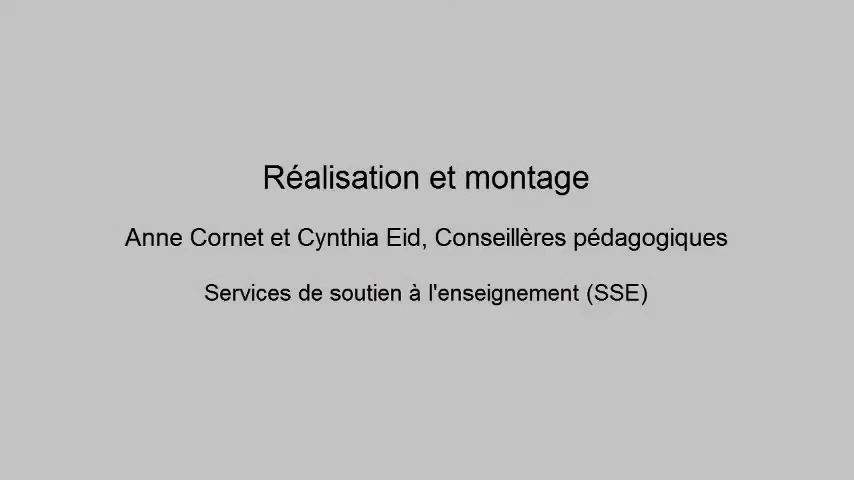 Réalisation et montage
Anne Cornet et Cynthia Eid, Conseillères pédagogiques
Services de soutien à l'enseignement (SSE)